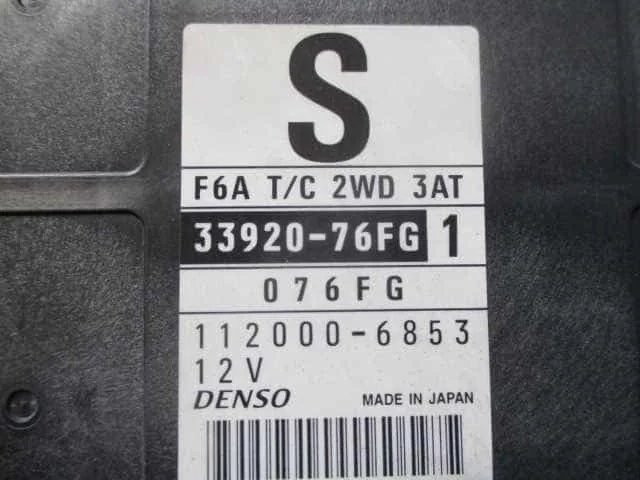 S
F6A T/C 2WD 3AT
33920-76FG 1
076FG
112000-6853
12V
DENSO MADE IN JAPAN